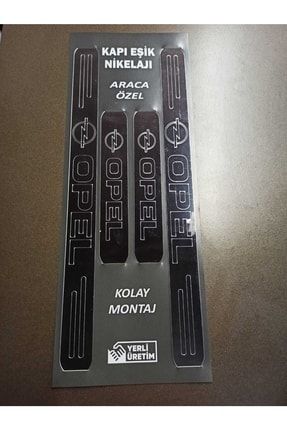 KAPI EŞİK
NİKELAJI
ARACA
ÖZEL
OPEL
OPEL
OPEL
OPEL
KOLAY
MONTAJ
YERLİ
ÜRETİM